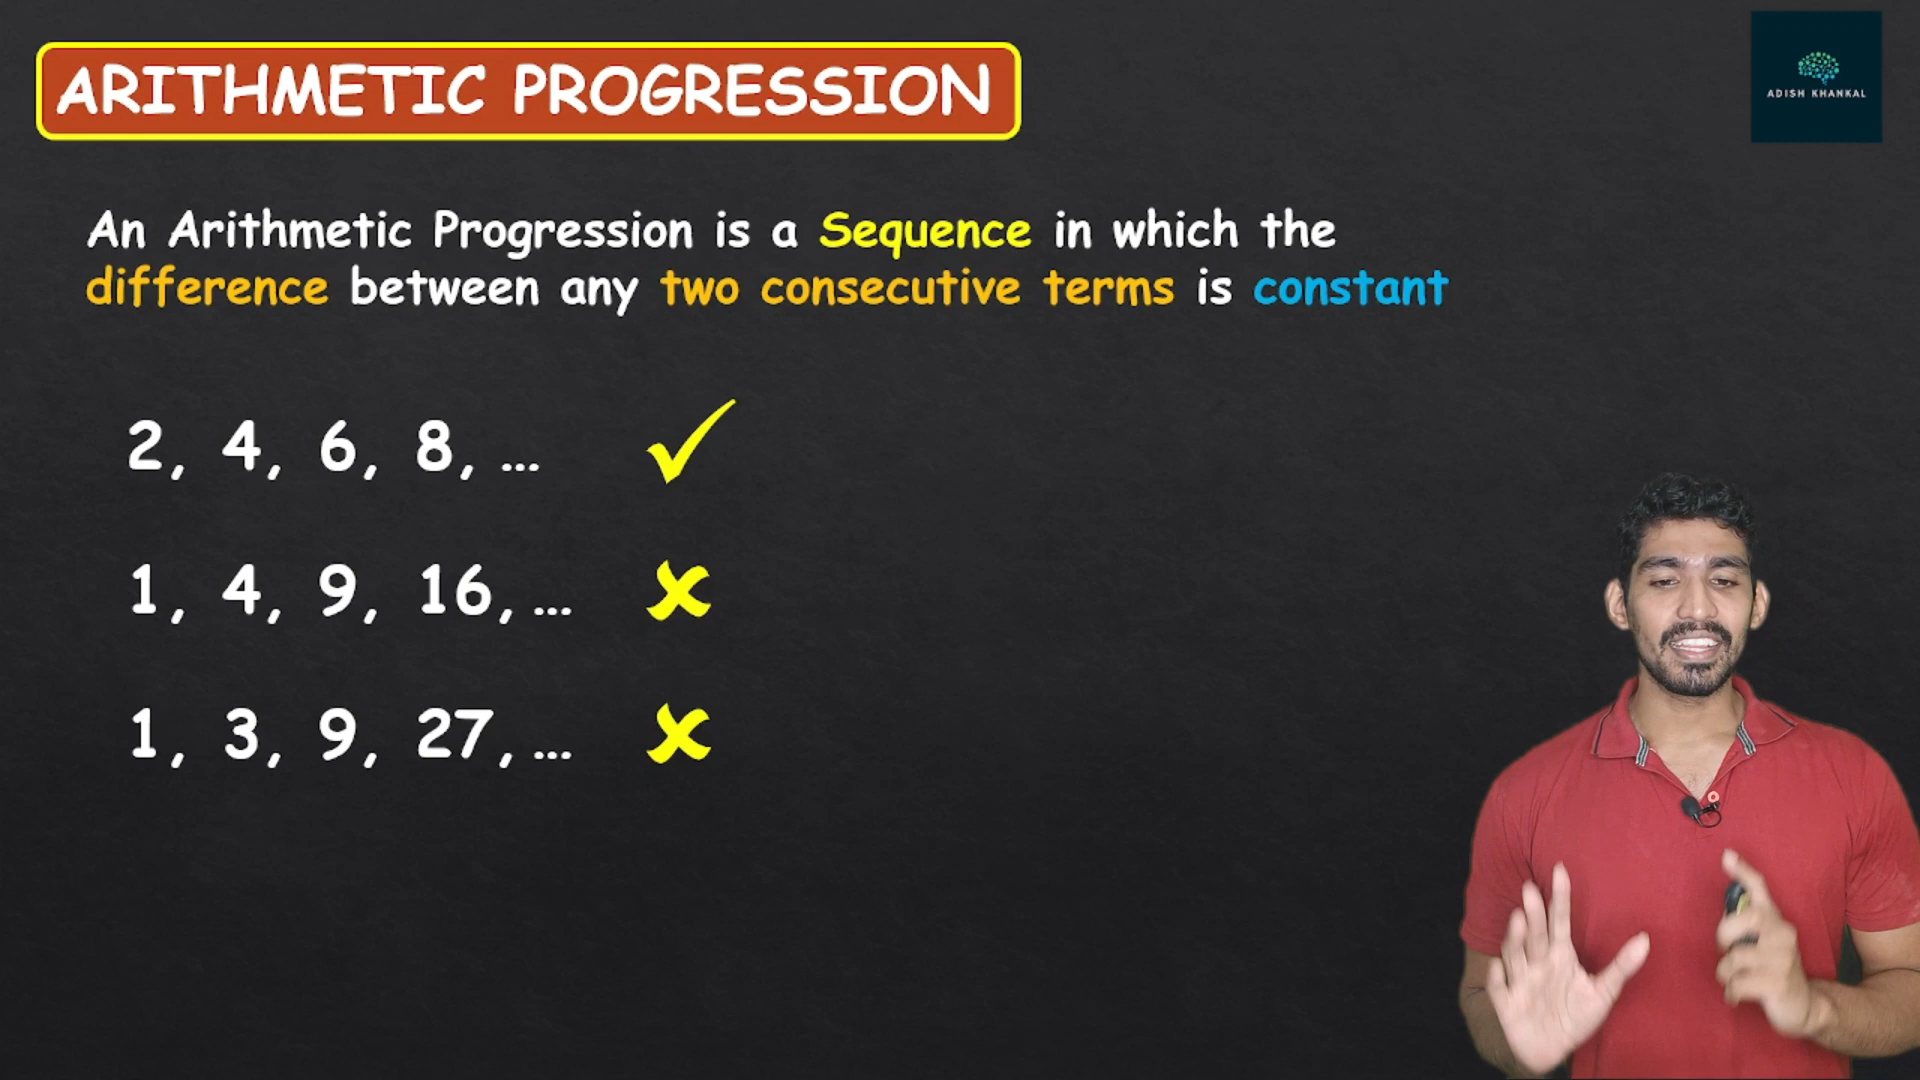 ARITHMETIC PROGRESSION
ADISH KHANKAL
An Arithmetic Progression is a Sequence in which the
difference between any two consecutive terms is constant
2, 4, 6, 8, ...
1, 4, 9, 16, ...
1, 3, 9, 27, ...